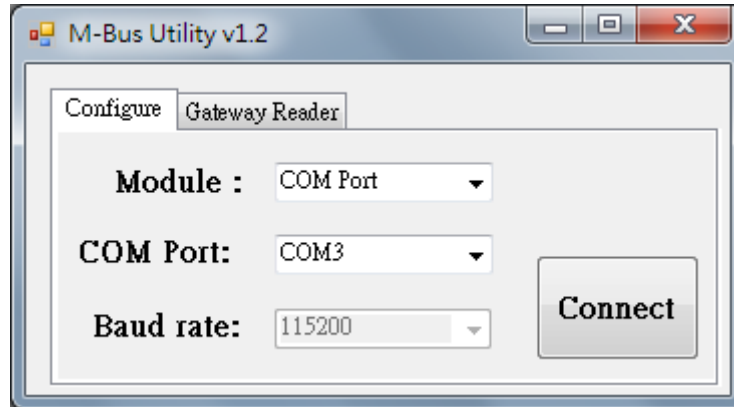 M-Bus Utility v1.2
Configure Gateway Reader
Module : COM Port
COM Port: COM3
Baud rate: 115200
Connect